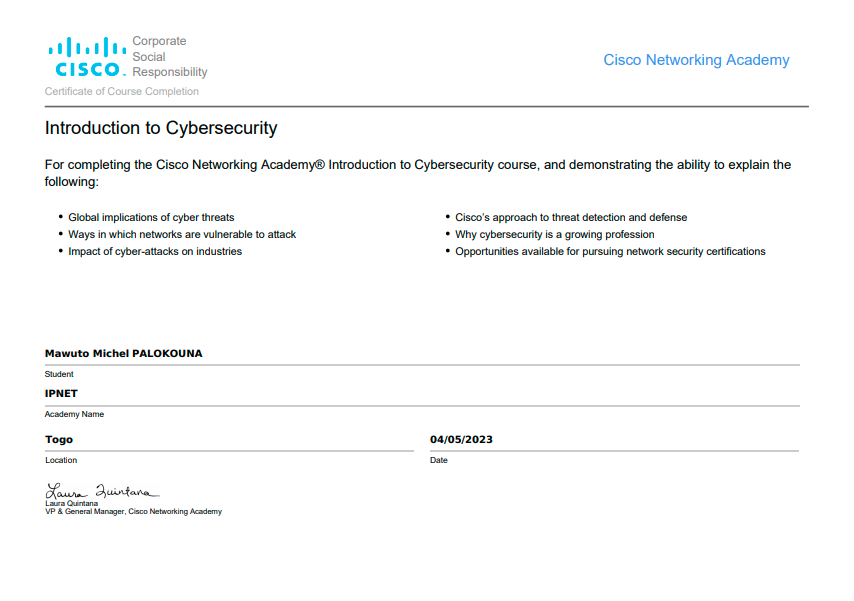 Corporate
Social
Responsibility
CISCO.
Cisco Networking Academy
Certificate of Course Completion
Introduction to Cybersecurity
For completing the Cisco Networking Academy® Introduction to Cybersecurity course, and demonstrating the ability to explain the
following:
• Global implications of cyber threats
• Ways in which networks are vulnerable to attack
• Impact of cyber-attacks on industries
• Cisco's approach to threat detection and defense
• Why cybersecurity is a growing profession
• Opportunities available for pursuing network security certifications
Mawuto Michel PALOKOUNA
Student
IPNET
Academy Name
Togo
Location
04/05/2023
Date
Laura Quintana
Laura Quintana
VP & General Manager, Cisco Networking Academy